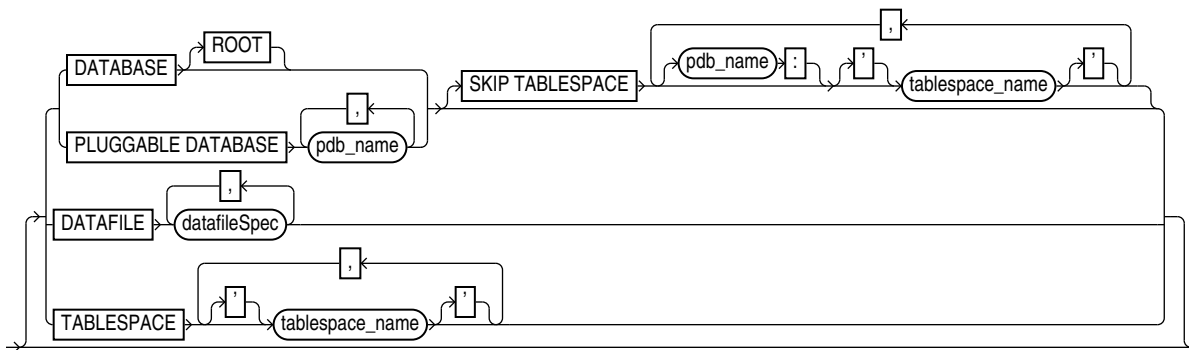 ,
ROOT
DATABASE SKIP TABLESPACE pdb_name : ' tablespace_name '
,
PLUGGABLE DATABASE pdb_name
,
DATAFILE datafileSpec
,
TABLESPACE ' tablespace_name '